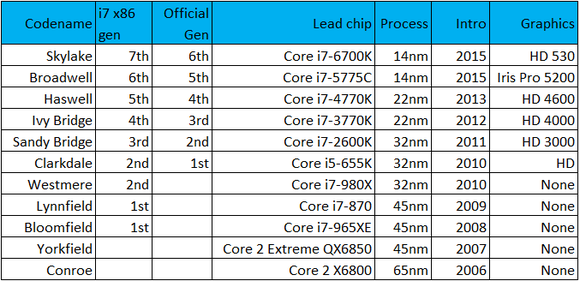 Codename i7 x86 gen Official Gen Lead chip Process Intro Graphics
Skylake 7th 6th Core i7-6700K 14nm 2015 HD 530
Broadwell 6th 5th Core i7-5775C 14nm 2015 Iris Pro 5200
Haswell 5th 4th Core i7-4770K 22nm 2013 HD 4600
Ivy Bridge 4th 3rd Core i7-3770K 22nm 2012 HD 4000
Sandy Bridge 3rd 2nd Core i7-2600K 32nm 2011 HD 3000
Clarkdale 2nd 1st Core i5-655K 32nm 2010 HD
Westmere 2nd Core i7-980X 32nm 2010 None
Lynnfield 1st Core i7-870 45nm 2009 None
Bloomfield 1st Core i7-965XE 45nm 2008 None
Yorkfield Core 2 Extreme QX6850 45nm 2007 None
Conroe Core 2 X6800 65nm 2006 None